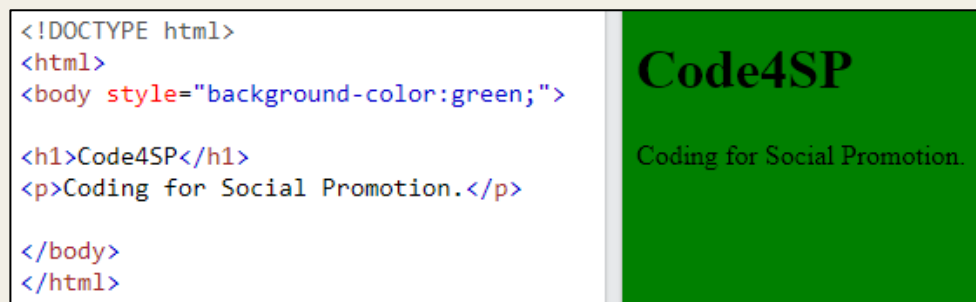 <!DOCTYPE html>
<html>
<body style="background-color:green;">
<h1>Code4SP</h1>
<p>Coding for Social Promotion.</p>
</body>
</html>
Code4SP
Coding for Social Promotion.